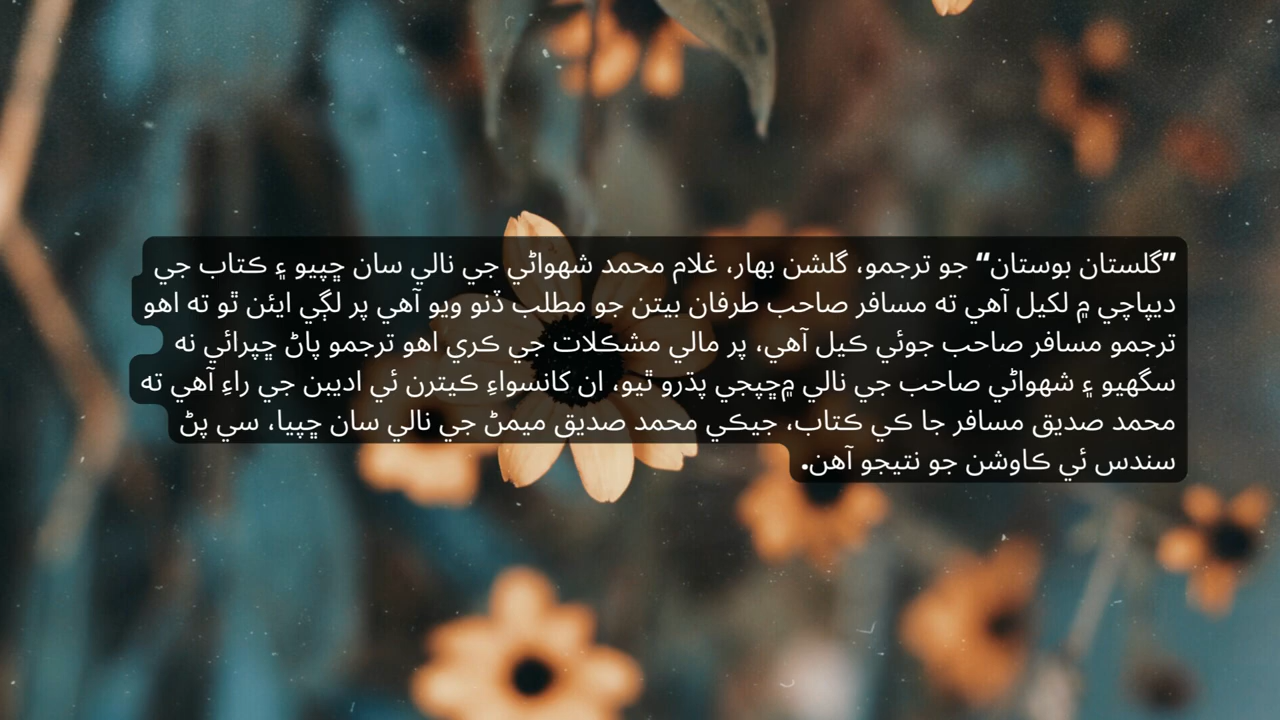 ”گلستان بوستان“ جو ترجمو، گلشن بهار، غلام محمد شهواڻي جي نالي سان ڇپيو ۽ ڪتاب جي
ديپاچي ۾ لکيل آهي ته مسافر صاحب طرفان بيتن جو مطلب ڏنو ويو آهي پر لڳي ايئن ٿو ته اهو
ترجمو مسافر صاحب جوئي ڪيل آهي، پر مالي مشڪلات جي ڪري اهو ترجمو پاڻ ڇپرائي نه
سگهيو ۽ شهواڻي صاحب جي نالي ۾ڇپجي پڌرو ٿيو، ان کانسواءِ ڪيترن ئي اديبن جي راءِ آهي ته
محمد صديق مسافر جا ڪي ڪتاب، جيڪي محمد صديق ميمڻ جي نالي سان ڇپيا، سي پڻ
سندس ئي ڪاوشن جو نتيجو آهن.